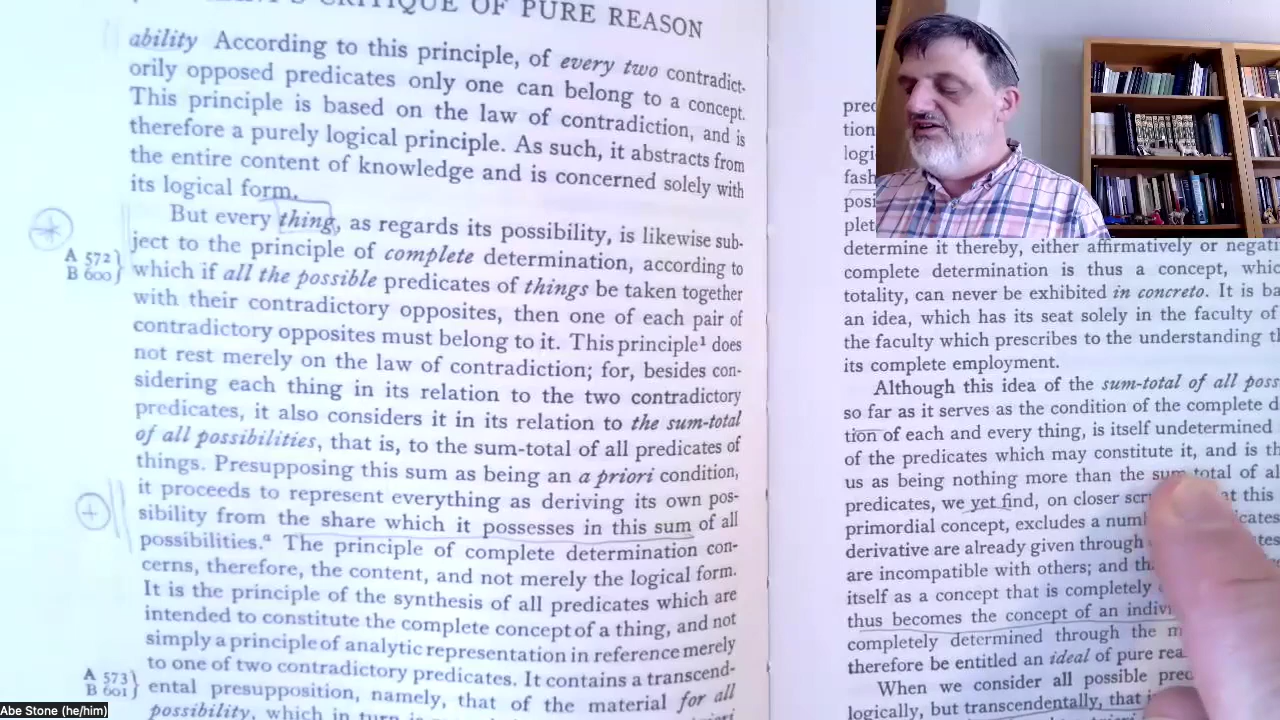 CRITIQUE OF PURE REASON
ability According to this principle, of every two contradict-
orily opposed predicates only one can belong to a concept.
This principle is based on the law of contradiction, and is
therefore a purely logical principle. As such, it abstracts from
the entire content of knowledge and is concerned solely with
its logical form.
But every thing, as regards its possibility, is likewise sub-
A 572
B 600
ject to the principle of complete determination, according to
which if all the possible predicates of things be taken together
with their contradictory opposites, then one of each pair of
contradictory opposites must belong to it. This principle¹ does
not rest merely on the law of contradiction; for, besides con-
sidering each thing in its relation to the two contradictory
predicates, it also considers it in its relation to the sum-total
of all possibilities, that is, to the sum-total of all predicates of
things. Presupposing this sum as being an a priori condition,
it proceeds to represent everything as deriving its own pos-
sibility from the share which it possesses in this sum of all
possibilities.ª The principle of complete determination con-
cerns, therefore, the content, and not merely the logical form.
It is the principle of the synthesis of all predicates which are
intended to constitute the complete concept of a thing, and not
simply a principle of analytic representation in reference merely
to one of two contradictory predicates. It contains a transcend-
A 573
B 601
ental presupposition, namely, that of the material for all
possibility, which in turn is
pred
tion
logi
fash
posi
plet
determine it thereby, either affirmatively or negati
complete determination is thus a concept, whic
totality, can never be exhibited in concreto. It is ba
an idea, which has its seat solely in the faculty of
the faculty which prescribes to the understanding t
its complete employment.
Although this idea of the sum-total of all poss
so far as it serves as the condition of the complete d
tion of each and every thing, is itself undetermined
of the predicates which may constitute it, and is th
us as being nothing more than the sum total of al
predicates, we yet find, on closer scr at this
primordial concept, excludes a num icates
derivative are already given through
are incompatible with others; and th
itself as a concept that is completely
thus becomes the concept of an indiv
completely determined through the m
therefore be entitled an ideal of pure rea
When we consider all possible pred
logically, but transcendentally, that i
Abe Stone (he/him)